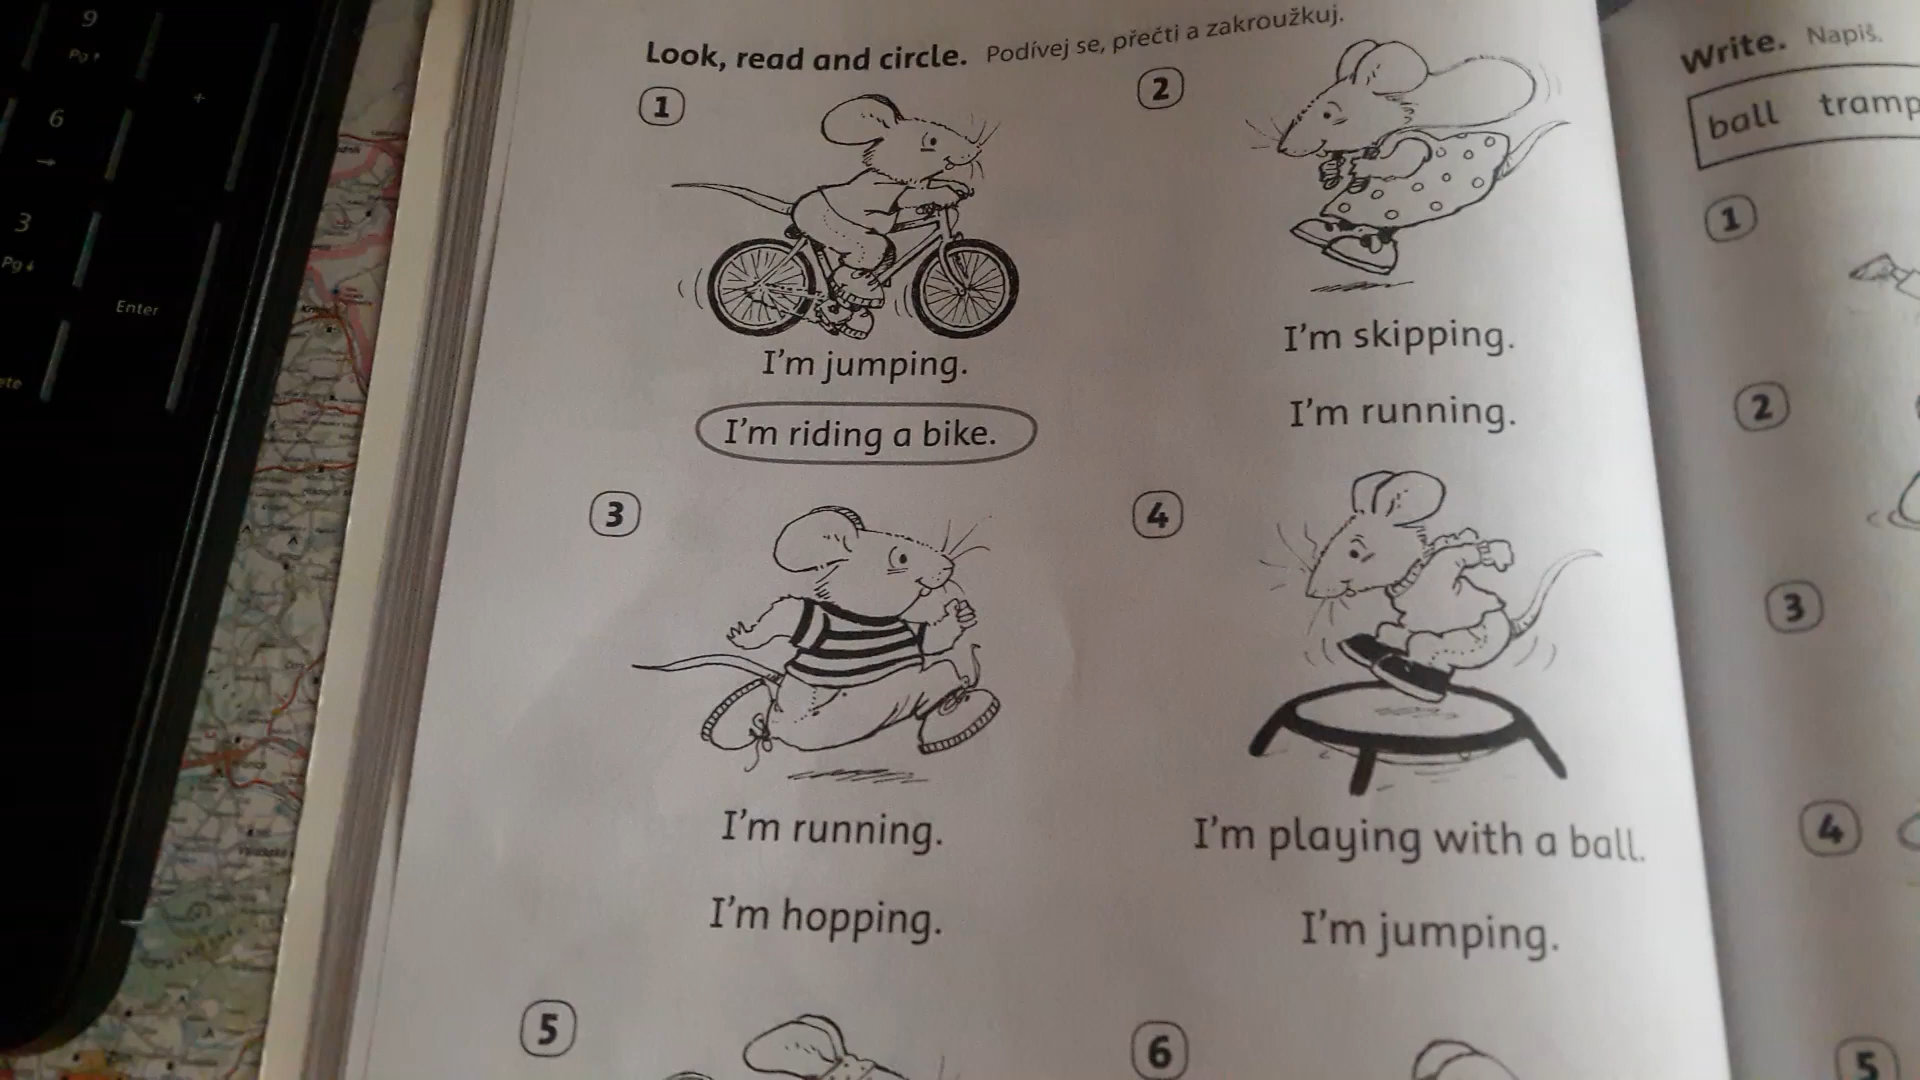 9
Pg
+
6
3
Pg
Enter
Look, read and circle. Podívej se, přečti a zakroužkuj.
1
I'm jumping.
I'm riding a bike.
2
I'm skipping.
I'm running.
3
I'm running.
I'm hopping.
4
I'm playing with a ball.
I'm jumping.
5
6
Write. Napiš.
ball tramp
1
2
3
4
5